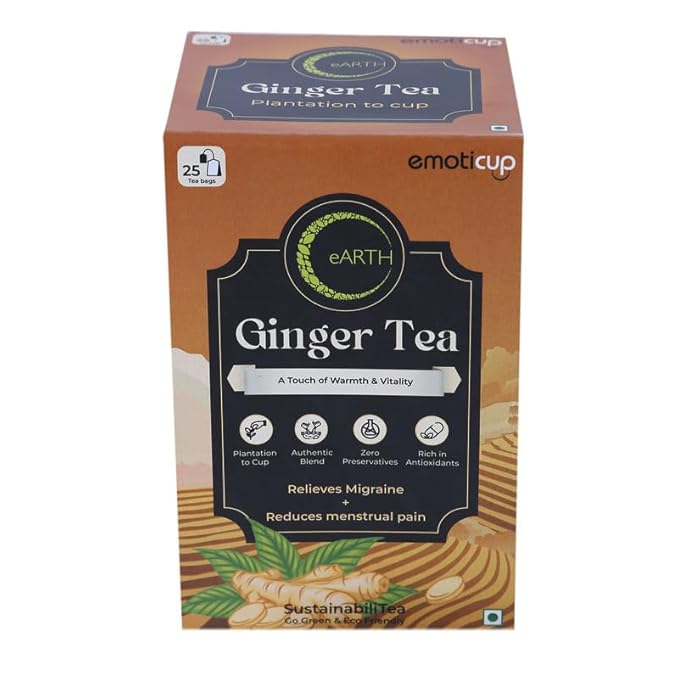 emoticup
eARTH
Ginger Tea
Plantation to cup
25
Tea bags
emoticup
eARTH
Ginger Tea
A Touch of Warmth & Vitality
Plantation
to Cup
Authentic
Blend
Zero
Preservatives
Rich in
Antioxidants
Relieves Migraine
+
Reduces menstrual pain
SustainabiliTea
Go Green & Eco Friendly